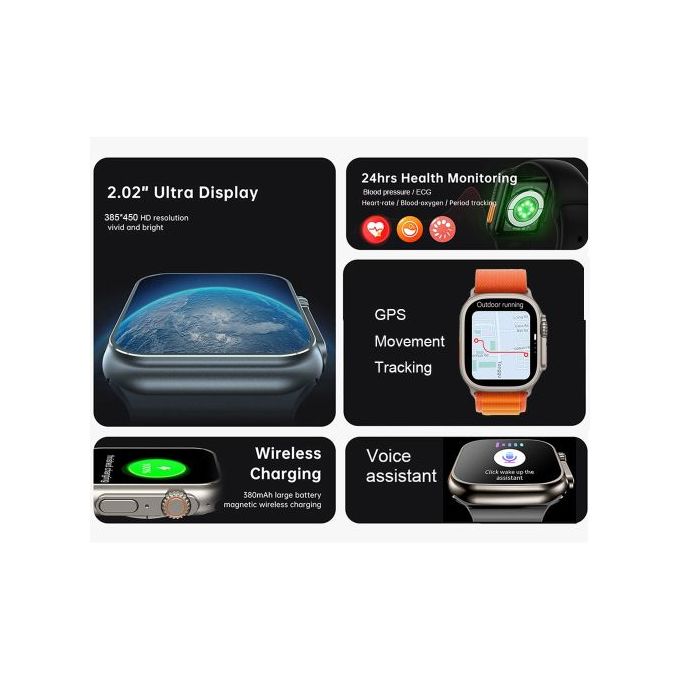 2.02" Ultra Display
385*450 HD resolution
vivid and bright
24hrs Health Monitoring
Blood pressure / ECG
Heart-rate / Blood-oxygen / Period tracking
GPS
Movement
Tracking
Outdoor running
Wireless
Charging
380mAh large battery
magnetic wireless charging
100%
Voice
assistant
Click wake up the
assistant